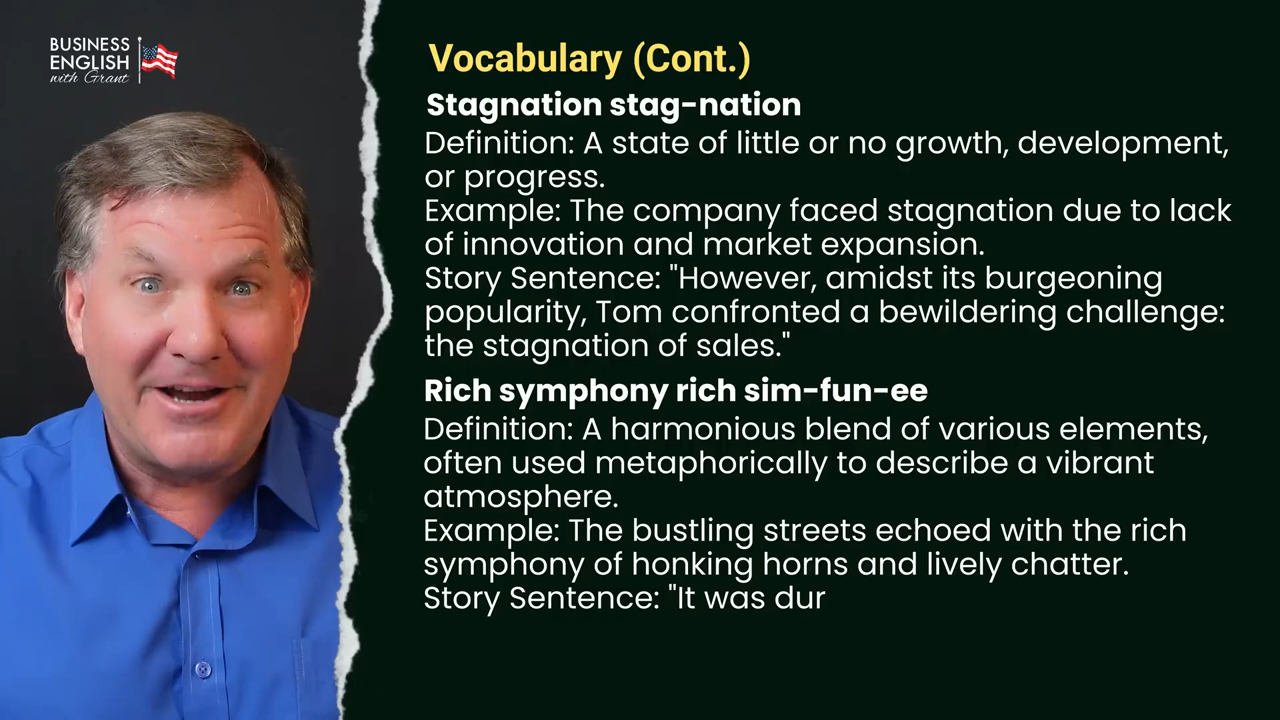 BUSINESS
ENGLISH
with Grant
Vocabulary (Cont.)
Stagnation stag-nation
Definition: A state of little or no growth, development,
or progress.
Example: The company faced stagnation due to lack
of innovation and market expansion.
Story Sentence: "However, amidst its burgeoning
popularity, Tom confronted a bewildering challenge:
the stagnation of sales."
Rich symphony rich sim-fun-ee
Definition: A harmonious blend of various elements,
often used metaphorically to describe a vibrant
atmosphere.
Example: The bustling streets echoed with the rich
symphony of honking horns and lively chatter.
Story Sentence: "It was dur